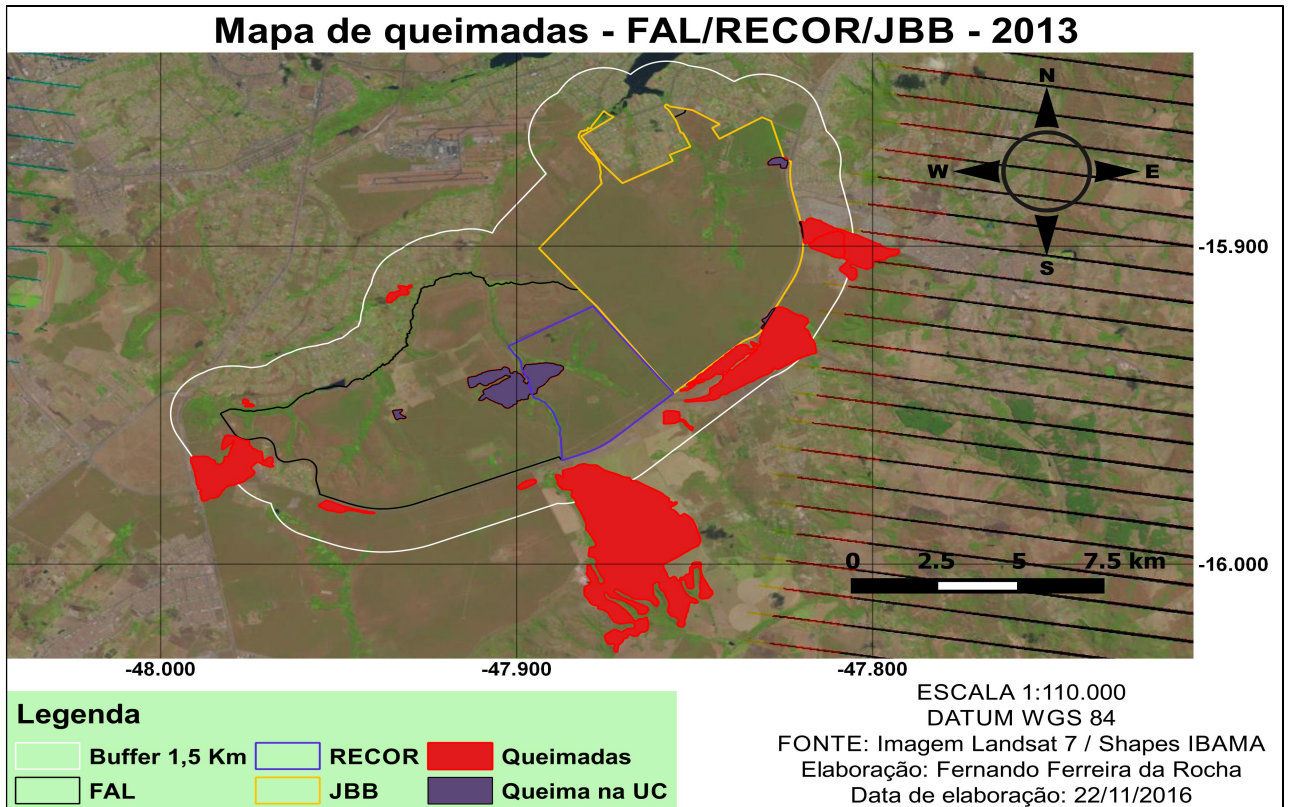 Mapa de queimadas - FAL/RECOR/JBB - 2013
N
W
E
S
-15.900
-16.000
0 2.5 5 7.5 km
-48.000 -47.900 -47.800
Legenda
Buffer 1,5 Km RECOR Queimadas
FAL JBB Queima na UC
ESCALA 1:110.000
DATUM WGS 84
FONTE: Imagem Landsat 7 / Shapes IBAMA
Elaboração: Fernando Ferreira da Rocha
Data de elaboração: 22/11/2016